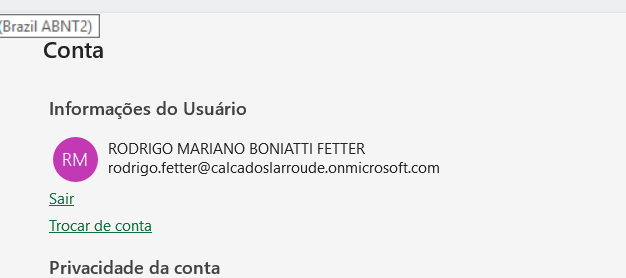 (Brazil ABNT2)
Conta
Informações do Usuário
RM
RODRIGO MARIANO BONIATTI FETTER
rodrigo.fetter@calcadoslarroude.onmicrosoft.com
Sair
Trocar de conta
Privacidade da conta